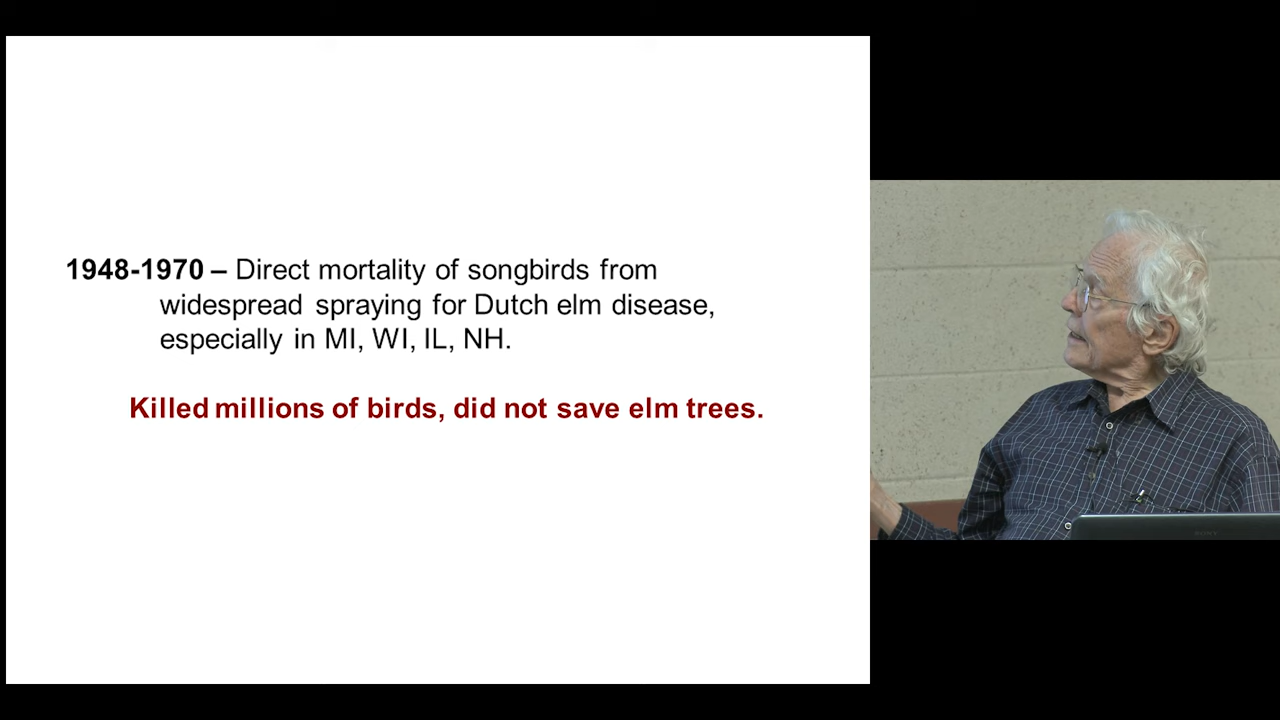 1948-1970 – Direct mortality of songbirds from
widespread spraying for Dutch elm disease,
especially in MI, WI, IL, NH.
Killed millions of birds, did not save elm trees.
SONY